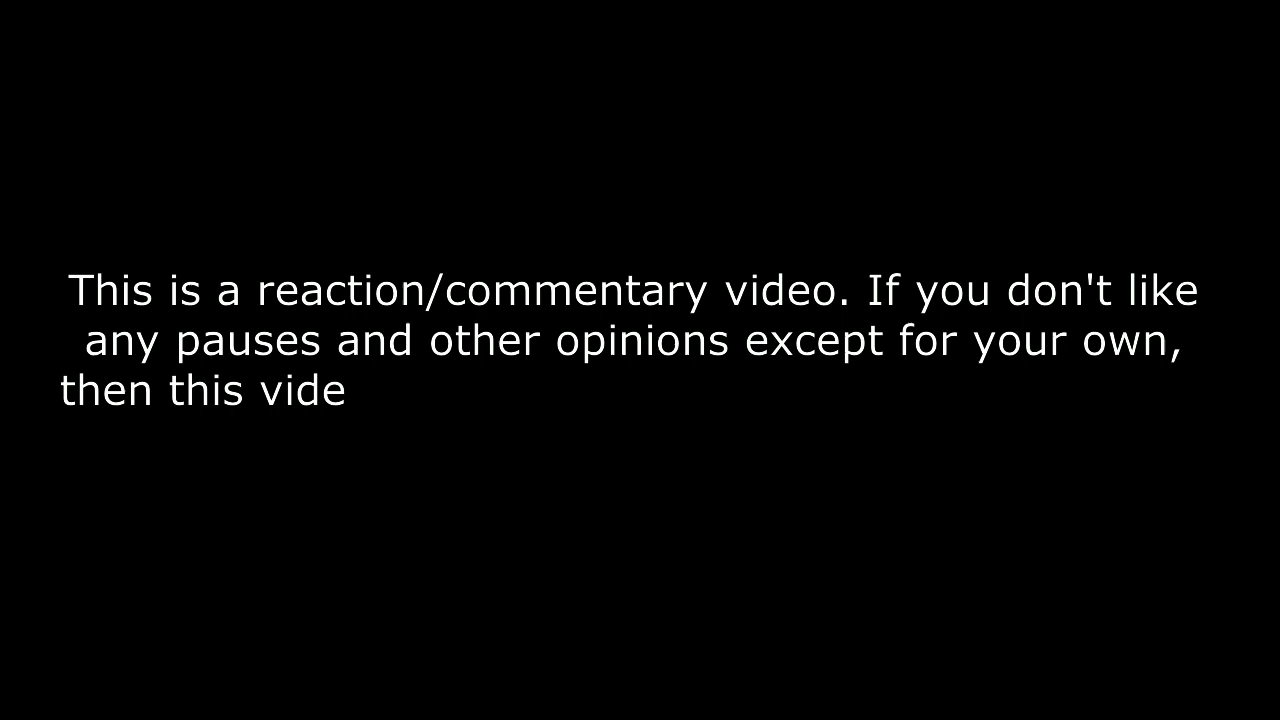 This is a reaction/commentary video. If you don't like
any pauses and other opinions except for your own,
then this vide